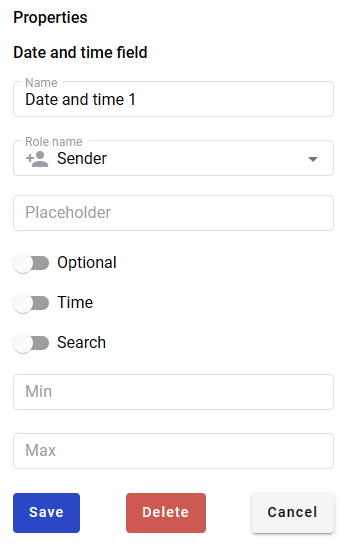 Properties
Date and time field
Name
Date and time 1
Role name
Sender
Placeholder
Optional
Time
Search
Min
Max
Save Delete Cancel